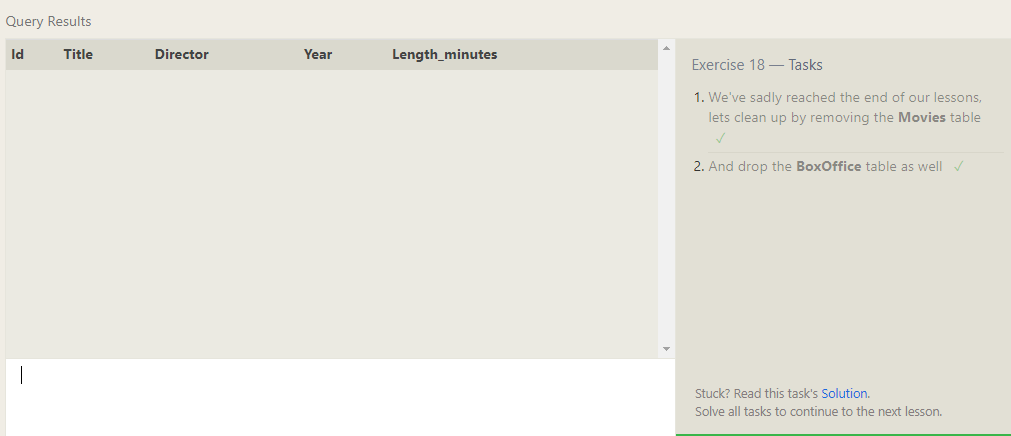 Query Results
Id Title Director Year Length_minutes
Exercise 18 — Tasks
1. We've sadly reached the end of our lessons,
lets clean up by removing the Movies table
✓
2. And drop the BoxOffice table as well ✓
Stuck? Read this task's Solution.
Solve all tasks to continue to the next lesson.